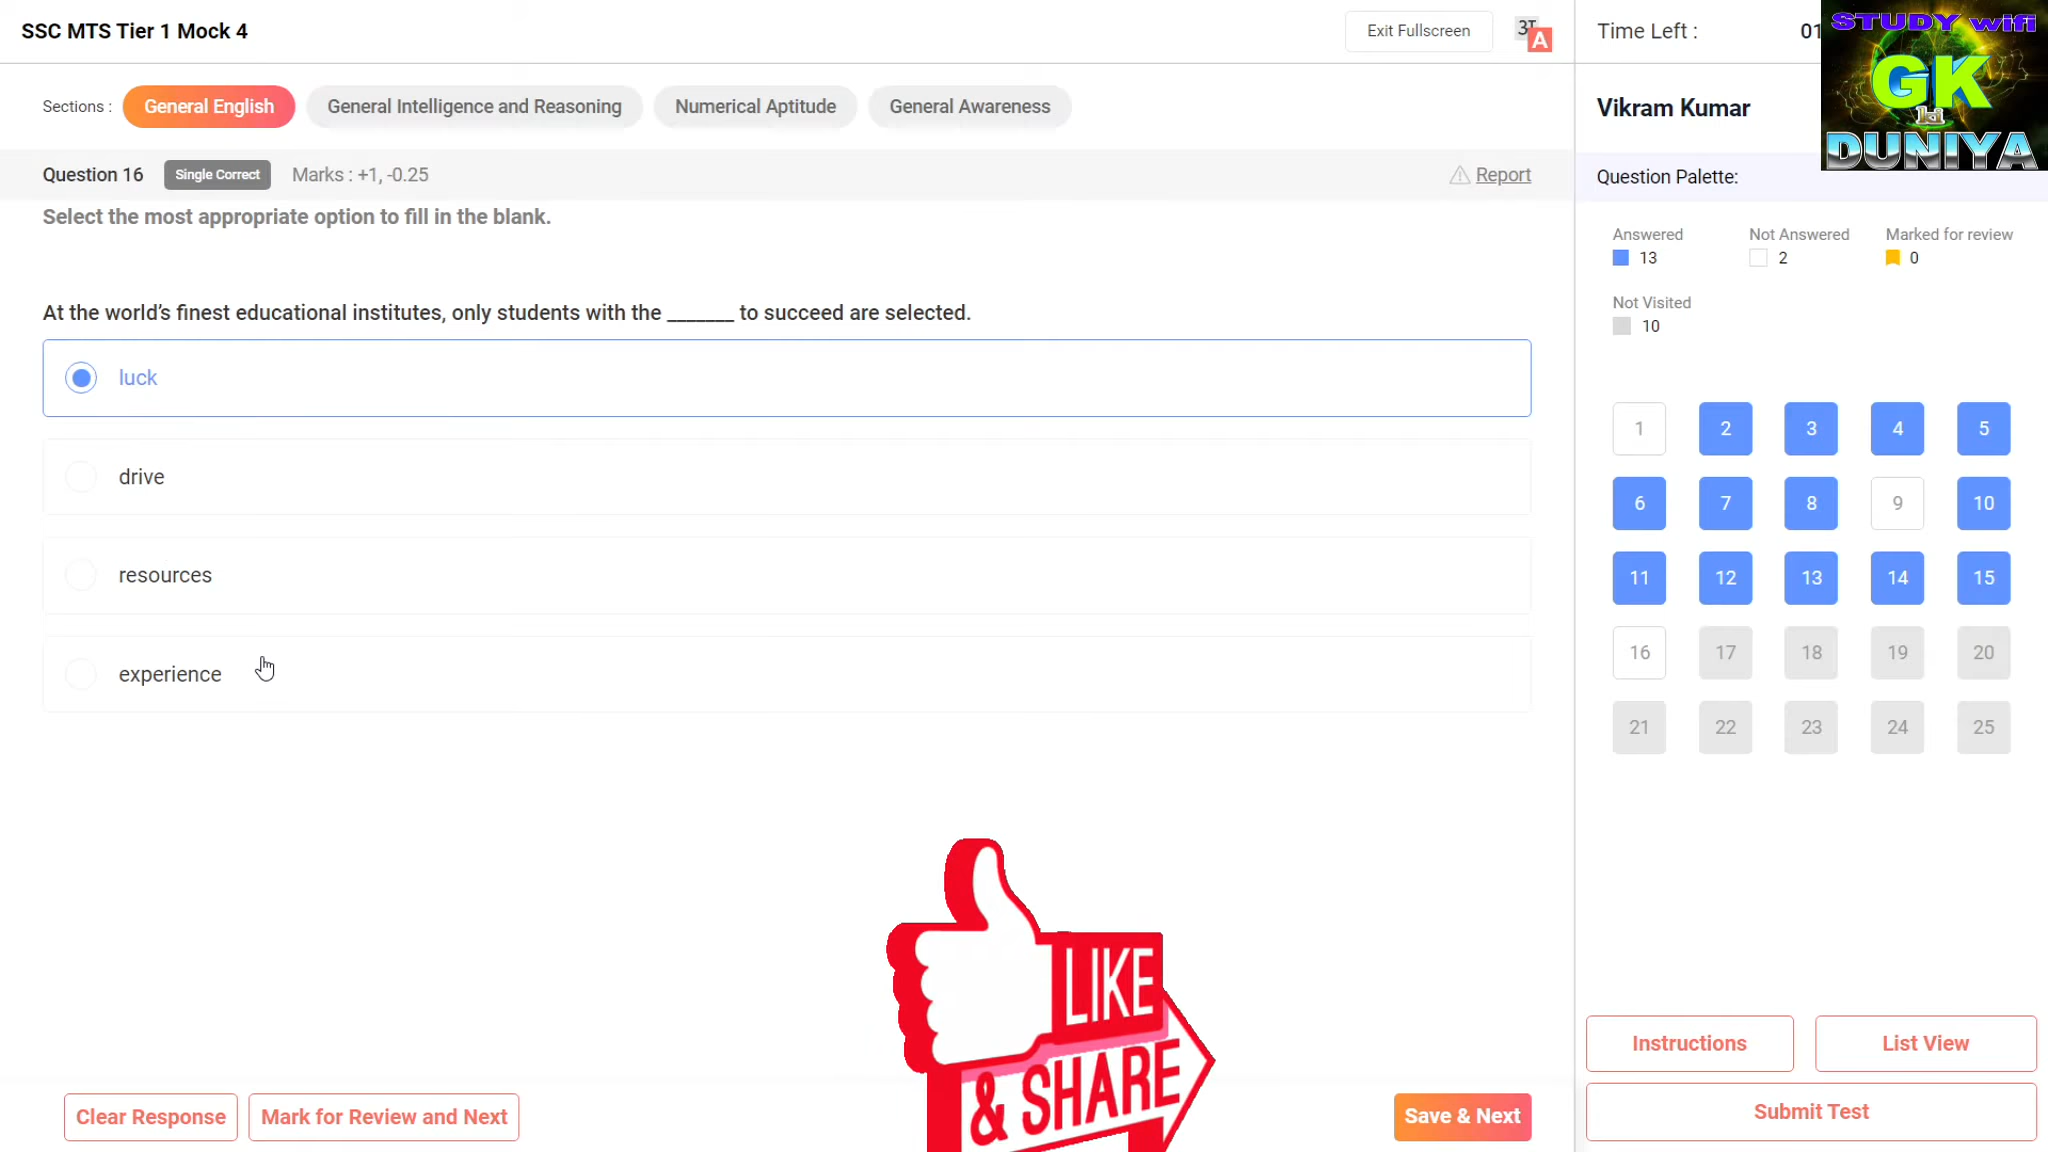 SSC MTS Tier 1 Mock 4
Exit Fullscreen
A
Time Left :
01
STUDY wifi
GK
ki
DUNIYA
Sections :
General English
General Intelligence and Reasoning
Numerical Aptitude
General Awareness
Vikram Kumar
Question 16
Single Correct
Marks : +1, -0.25
Report
Question Palette:
Select the most appropriate option to fill in the blank.
Answered
13
Not Answered
2
Marked for review
0
Not Visited
10
At the world’s finest educational institutes, only students with the _______ to succeed are selected.
luck
drive
resources
experience
1 2 3 4 5
6 7 8 9 10
11 12 13 14 15
16 17 18 19 20
21 22 23 24 25
LIKE
& SHARE
Instructions
List View
Clear Response
Mark for Review and Next
Save & Next
Submit Test